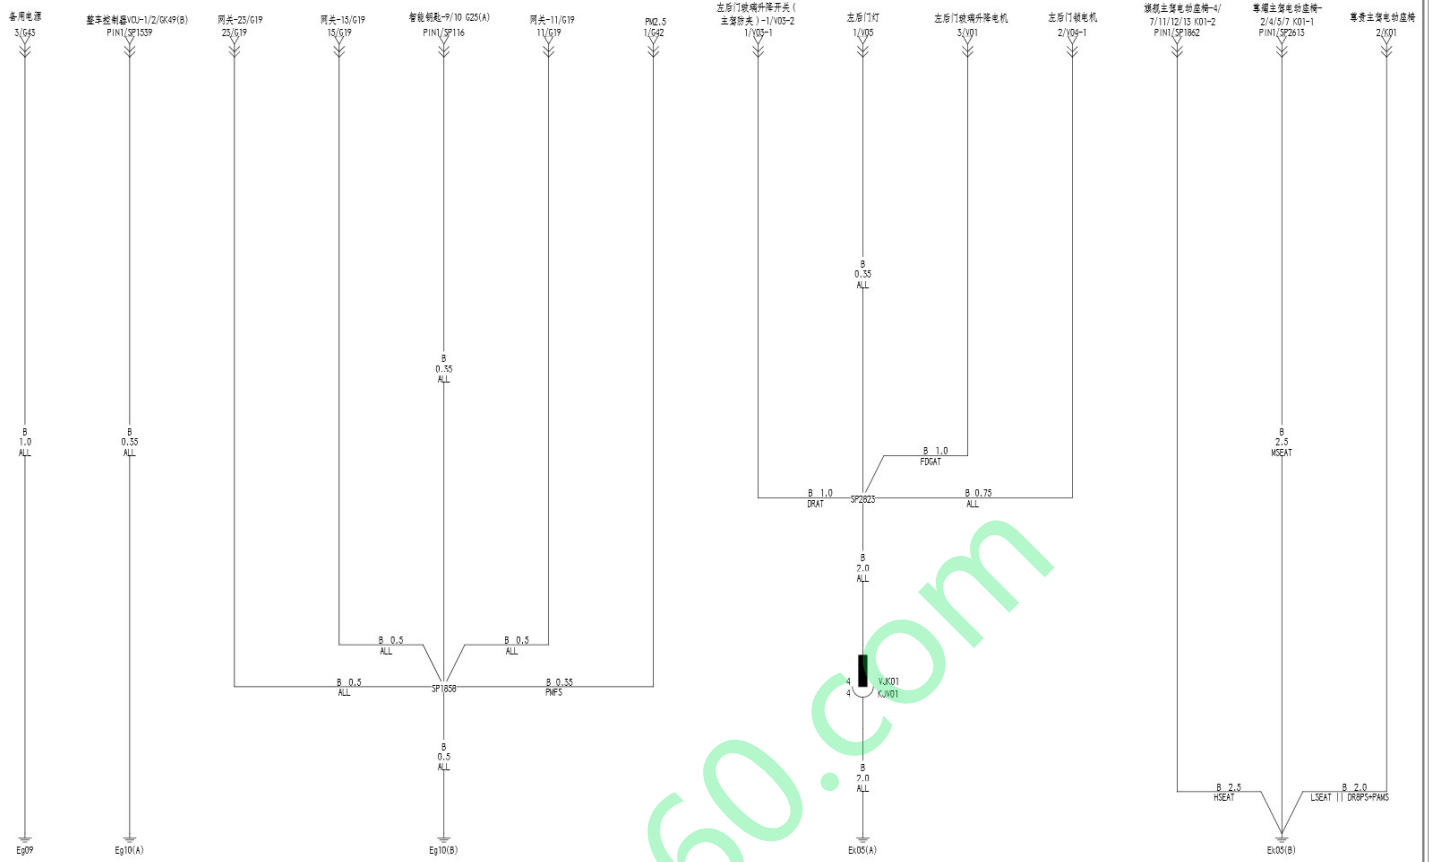 备用电源
3/G43
整车控制器VCU-1/2/GK49(B)
PIN1/SP1539
网关-23/G19
23/G19
网关-15/G19
15/G19
智能钥匙-9/10 G25(A)
PIN1/SP116
网关-11/G19
11/G19
PM2.5
1/G42
左后门玻璃升降开关(
主驾防夹)-1/V03-2
1/V03-1
左后门灯
1/V05
左后门玻璃升降电机
3/V01
左后门锁电机
2/V04-1
旗舰主驾电动座椅-4/
7/11/12/13 K01-2
PIN1/SP1862
尊耀主驾电动座椅-
2/4/5/7 K01-1
PIN1/SP2613
尊贵主驾电动座椅
2/K01
B
0.35
ALL
B
0.35
ALL
B
1.0
ALL
B
0.35
ALL
B
2.5
MSEAT
B 1.0
FDGAT
B 1.0
DRAT
SP2823
B 0.75
ALL
B
2.0
ALL
B 0.5
ALL
B 0.5
ALL
B 0.5
ALL
SP1858
B 0.35
PMFS
4 VJK01
4 KJV01
B
0.5
ALL
B
2.0
ALL
B 2.5
HSEAT
B 2.0
LSEAT || DR8PS+PAMS
Eg09
Eg10(A)
Eg10(B)
Ek05(A)
Ek05(B)
60.com